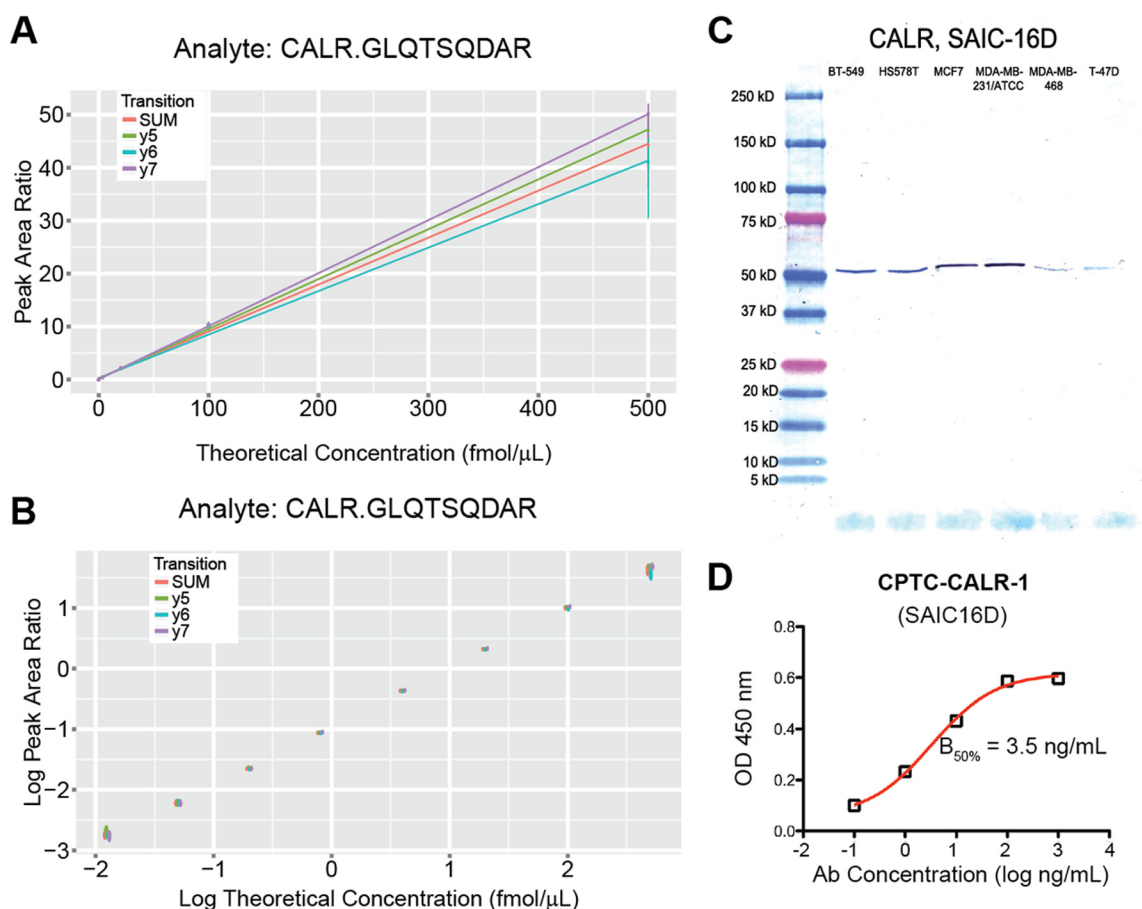 A
Analyte: CALR.GLQTSQDAR
Transition
SUM
y5
y6
y7
50
40
30
20
10
0
Peak Area Ratio
0 100 200 300 400 500
Theoretical Concentration (fmol/μL)
B
Analyte: CALR.GLQTSQDAR
Transition
SUM
y5
y6
y7
1
0
−1
−2
−3
Log Peak Area Ratio
−2 −1 0 1 2
Log Theoretical Concentration (fmol/μL)
C
CALR, SAIC-16D
BT-549 HS578T MCF7 MDA-MB-231/ATCC MDA-MB-468 T-47D
250 kD
150 kD
100 kD
75 kD
50 kD
37 kD
25 kD
20 kD
15 kD
10 kD
5 kD
D
CPTC-CALR-1
(SAIC16D)
0.8
0.6
0.4
0.2
0.0
OD 450 nm
B50% = 3.5 ng/mL
-2 -1 0 1 2 3 4
Ab Concentration (log ng/mL)